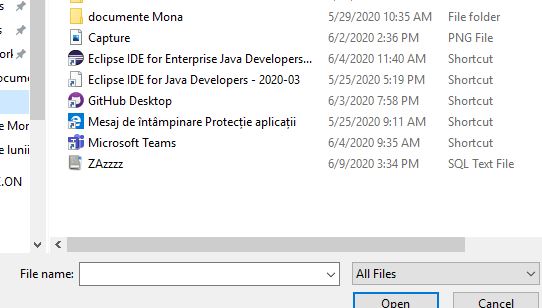 documente Mona 5/29/2020 10:35 AM File folder
Capture 6/2/2020 2:36 PM PNG File
Eclipse IDE for Enterprise Java Developers... 6/4/2020 11:40 AM Shortcut
Eclipse IDE for Java Developers - 2020-03 5/25/2020 5:19 PM Shortcut
GitHub Desktop 6/3/2020 7:58 PM Shortcut
Mesaj de întâmpinare Protecție aplicații 5/25/2020 9:11 AM Shortcut
Microsoft Teams 6/4/2020 9:35 AM Shortcut
ZAzzzz 6/9/2020 3:34 PM SQL Text File
ocume
e Mor
e lunii
.ON
File name: All Files
Open Cancel